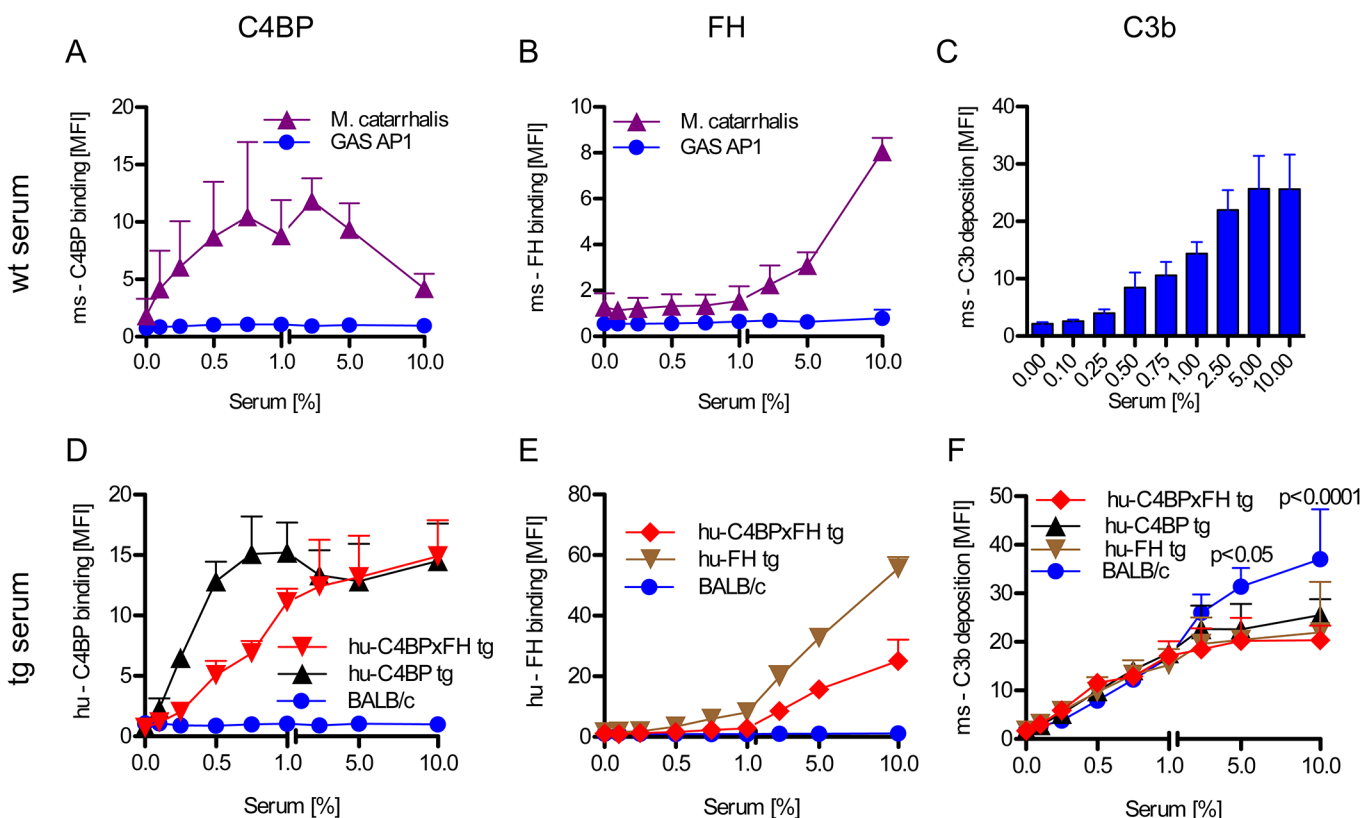 C4BP
FH
C3b
wt serum
A
ms - C4BP binding [MFI]
20
15
10
5
0
M. catarrhalis
GAS AP1
0.0
0.5
1.0
5.0
10.0
Serum [%]
B
ms - FH binding [MFI]
10
8
6
4
2
0
M. catarrhalis
GAS AP1
0.0
0.5
1.0
5.0
10.0
Serum [%]
C
ms - C3b deposition [MFI]
40
30
20
10
0
0.00
0.10
0.25
0.50
0.75
1.00
2.50
5.00
10.00
Serum [%]
tg serum
D
hu - C4BP binding [MFI]
20
15
10
5
0
hu-C4BPxFH tg
hu-C4BP tg
BALB/c
0.0
0.5
1.0
5.0
10.0
Serum [%]
E
hu - FH binding [MFI]
80
60
40
20
0
hu-C4BPxFH tg
hu-FH tg
BALB/c
0.0
0.5
1.0
5.0
10.0
Serum [%]
F
ms - C3b deposition [MFI]
50
40
30
20
10
0
hu-C4BPxFH tg
hu-C4BP tg
hu-FH tg
BALB/c
p<0.0001
p<0.05
0.0
0.5
1.0
5.0
10.0
Serum [%]